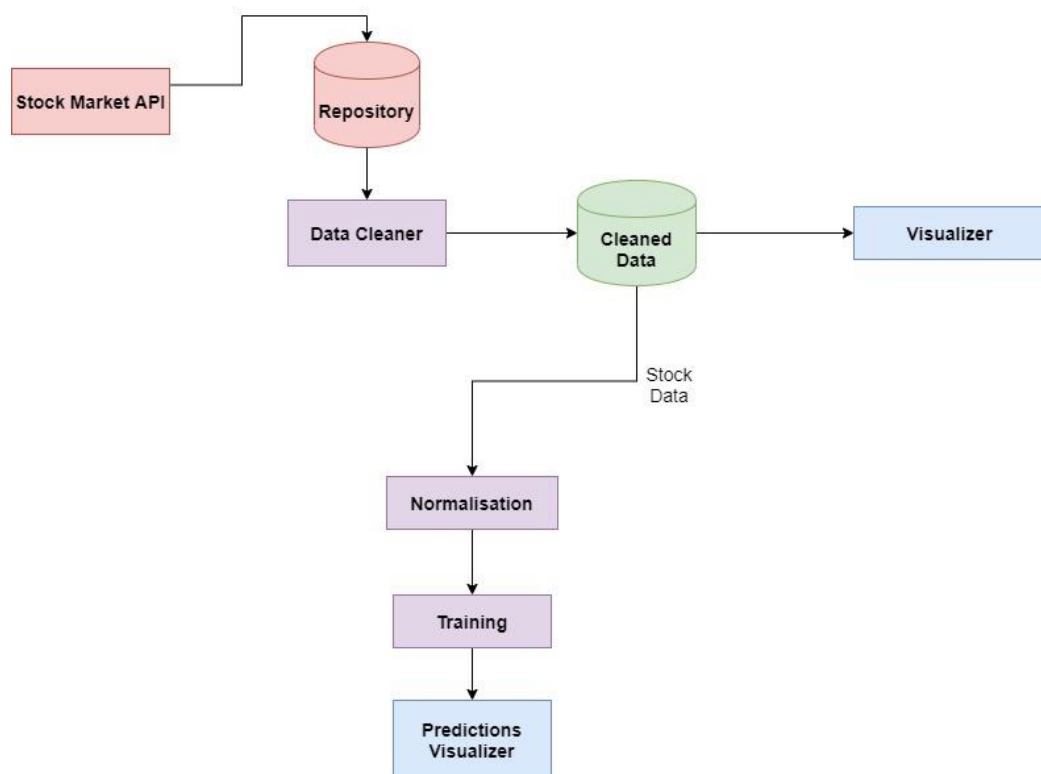 Stock Market API
Repository
Data Cleaner
Cleaned
Data
Visualizer
Stock
Data
Normalisation
Training
Predictions
Visualizer